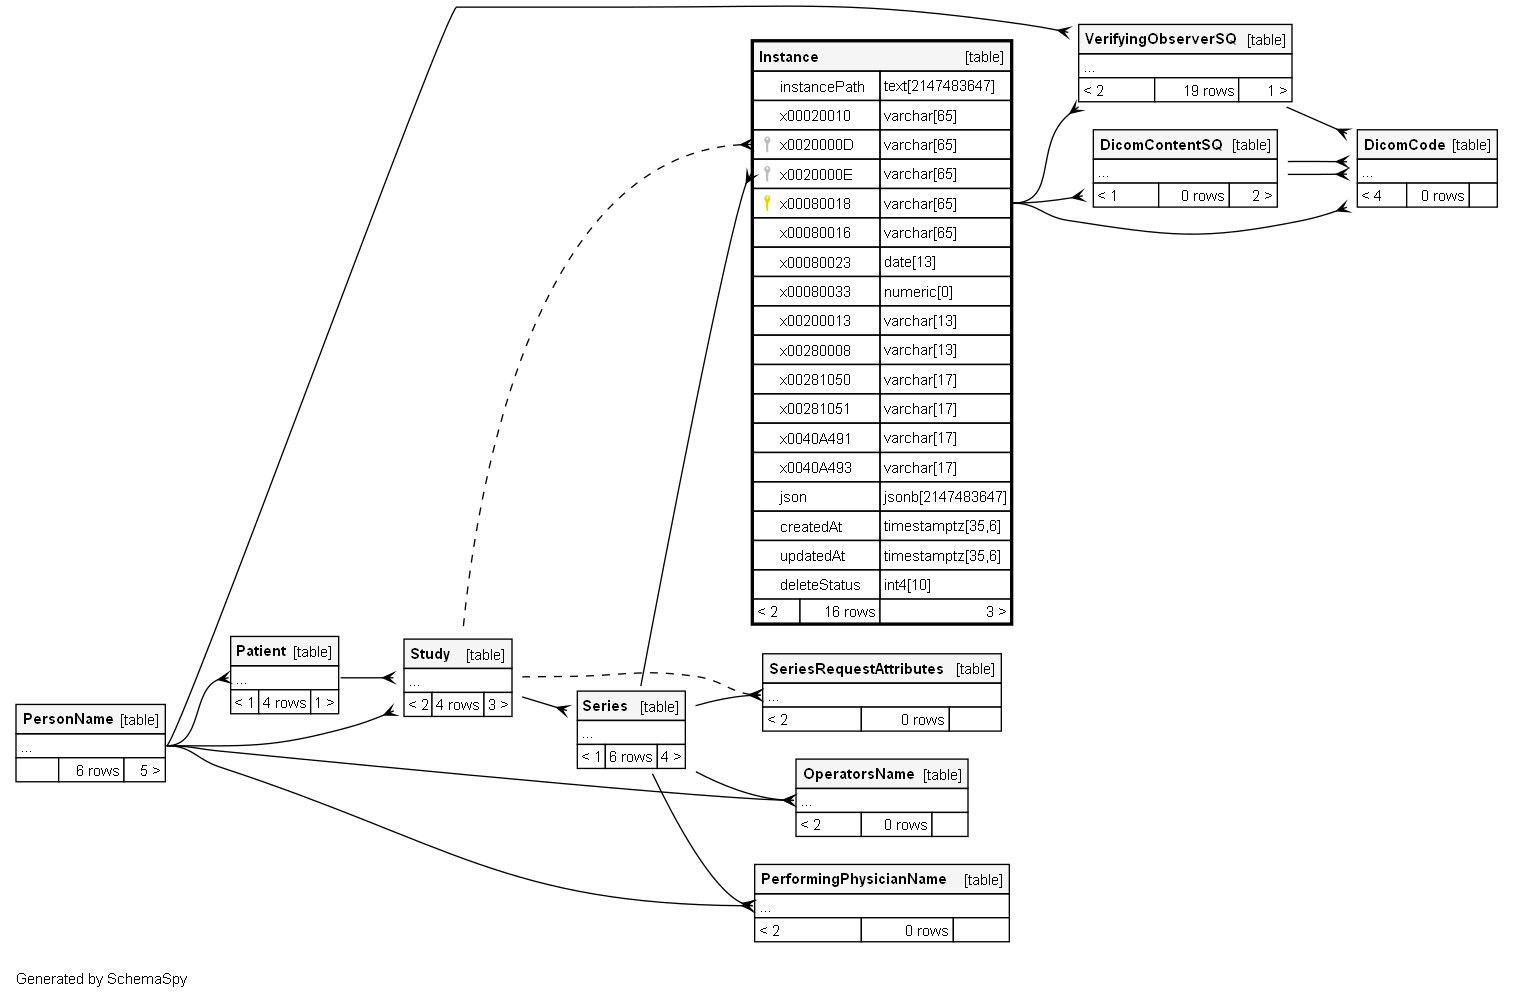 VerifyingObserverSQ [table]
...
< 2 19 rows 1 >
Instance [table]
instancePath text[2147483647]
x00020010 varchar[65]
x0020000D varchar[65]
x0020000E varchar[65]
x00080018 varchar[65]
x00080016 varchar[65]
x00080023 date[13]
x00080033 numeric[0]
x00200013 varchar[13]
x00280008 varchar[13]
x00281050 varchar[17]
x00281051 varchar[17]
x0040A491 varchar[17]
x0040A493 varchar[17]
json jsonb[2147483647]
createdAt timestamptz[35,6]
updatedAt timestamptz[35,6]
deleteStatus int4[10]
< 2 16 rows 3 >
DicomContentSQ [table]
...
< 1 0 rows 2 >
DicomCode [table]
...
< 4 0 rows
Patient [table]
...
< 1 4 rows 1 >
Study [table]
...
< 2 4 rows 3 >
SeriesRequestAttributes [table]
...
< 2 0 rows
Series [table]
...
< 1 6 rows 4 >
PersonName [table]
...
6 rows 5 >
OperatorsName [table]
...
< 2 0 rows
PerformingPhysicianName [table]
...
< 2 0 rows
Generated by SchemaSpy